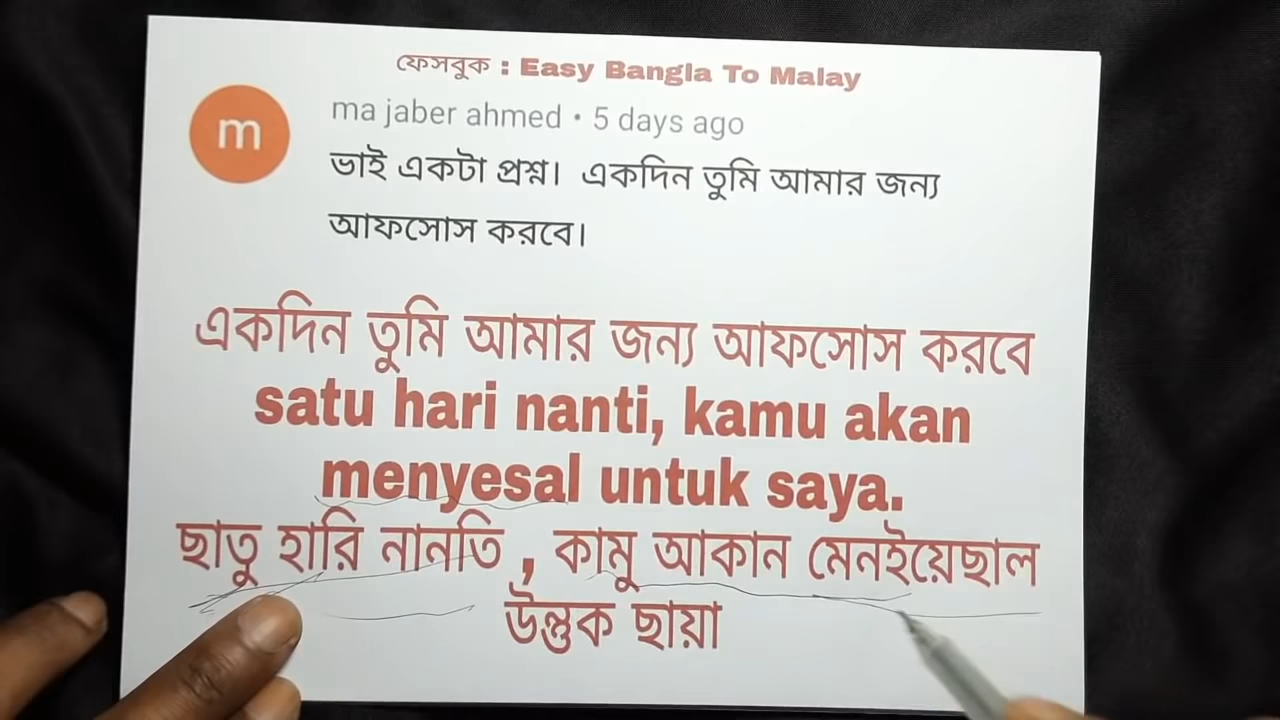 ফেসবুক : Easy Bangla To Malay
m
ma jaber ahmed • 5 days ago
ভাই একটা প্রশ্ন। একদিন তুমি আমার জন্য
আফসোস করবে।
একদিন তুমি আমার জন্য আফসোস করবে
satu hari nanti, kamu akan
menyesal untuk saya.
ছাতু হারি নানতি , কামু আকান মেনইয়েছাল
উন্তুক ছায়া